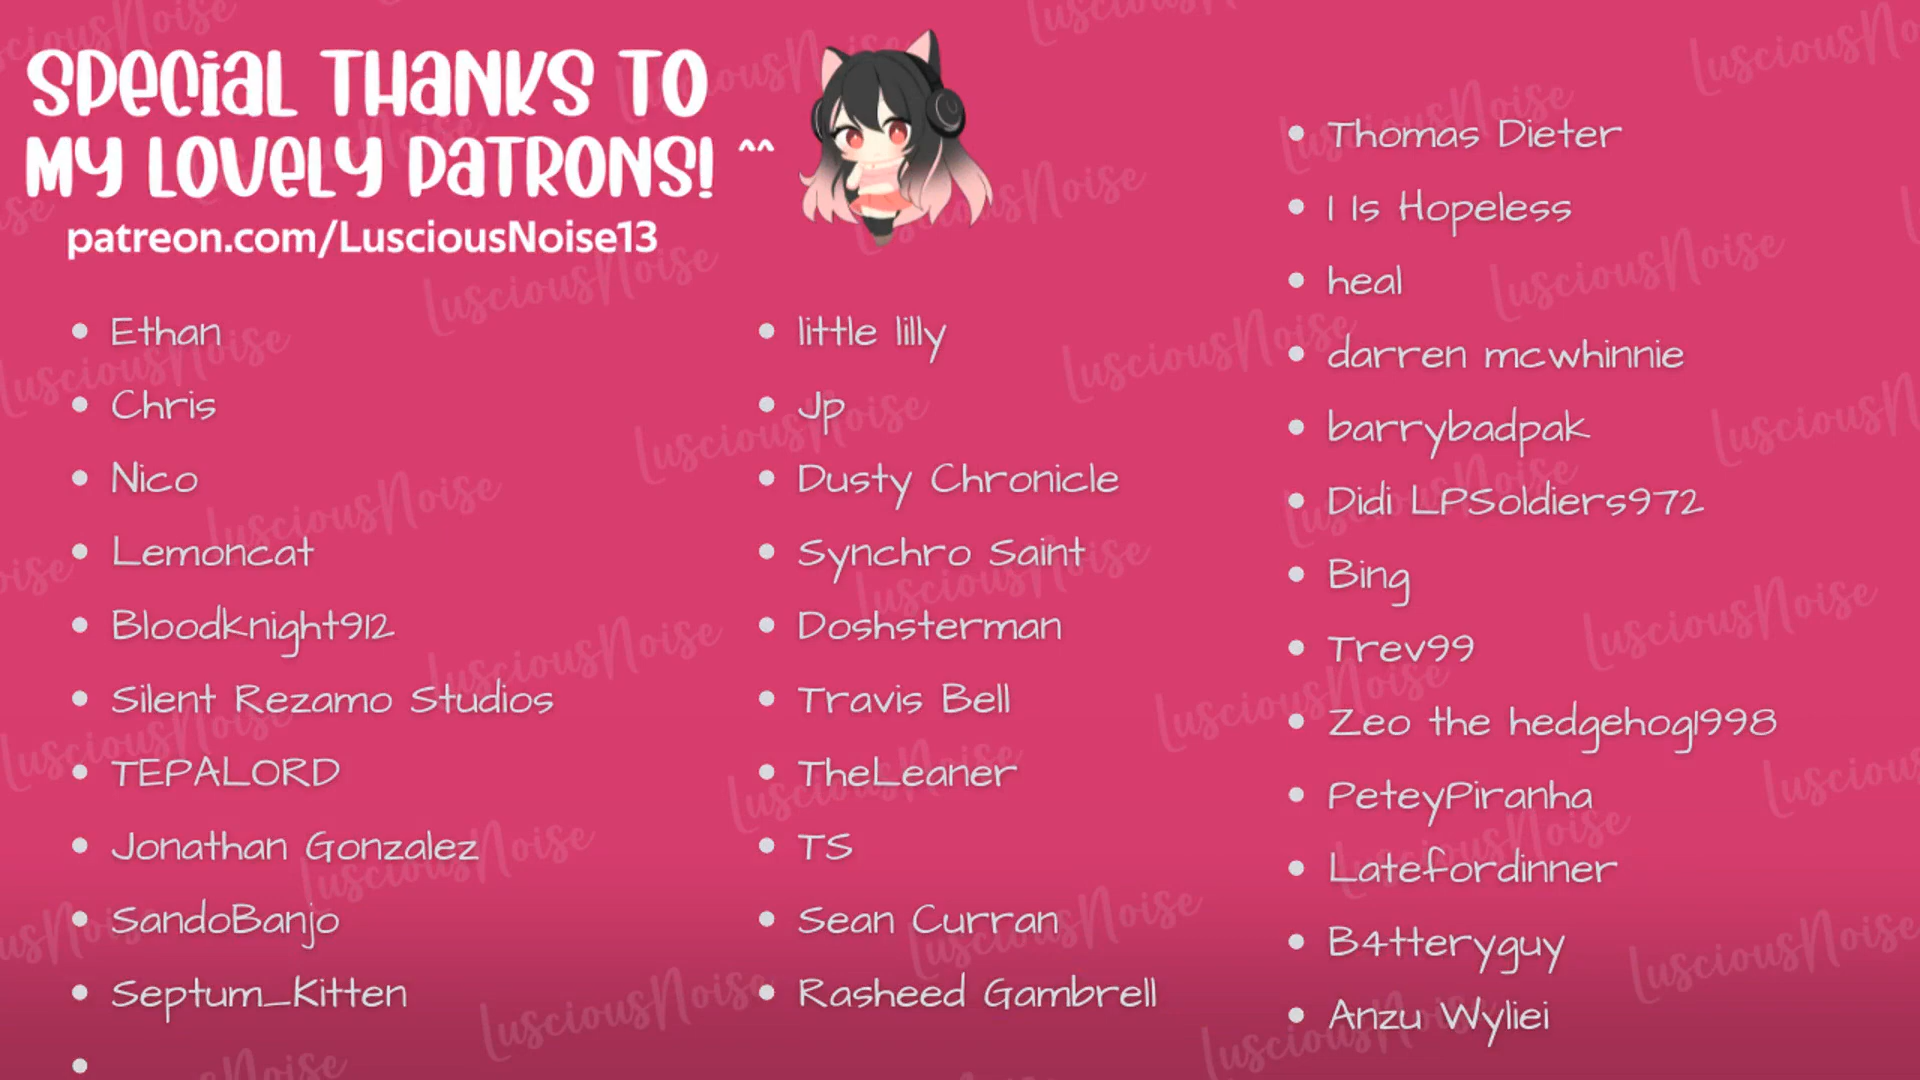 SPECIAL THANKS TO
MY LOVELY PATRONS! ^^
patreon.com/LusciousNoise13
• Ethan
• Chris
• Nico
• Lemoncat
• Bloodknight912
• Silent Rezamo Studios
• TEPALORD
• Jonathan Gonzalez
• SandoBanjo
• Septum_Kitten
•
• little lilly
• Jp
• Dusty Chronicle
• Synchro Saint
• Doshsterman
• Travis Bell
• TheLeaner
• TS
• Sean Curran
• Rasheed Gambrell
• Thomas Dieter
• I Is Hopeless
• heal
• darren mcwhinnie
• barrybadpak
• Didi LPSoldiers972
• Bing
• Trev99
• Zeo the hedgehog1998
• PeteyPiranha
• Latefordinner
• B4tteryguy
• Anzu Wyliei
LusciousNoise